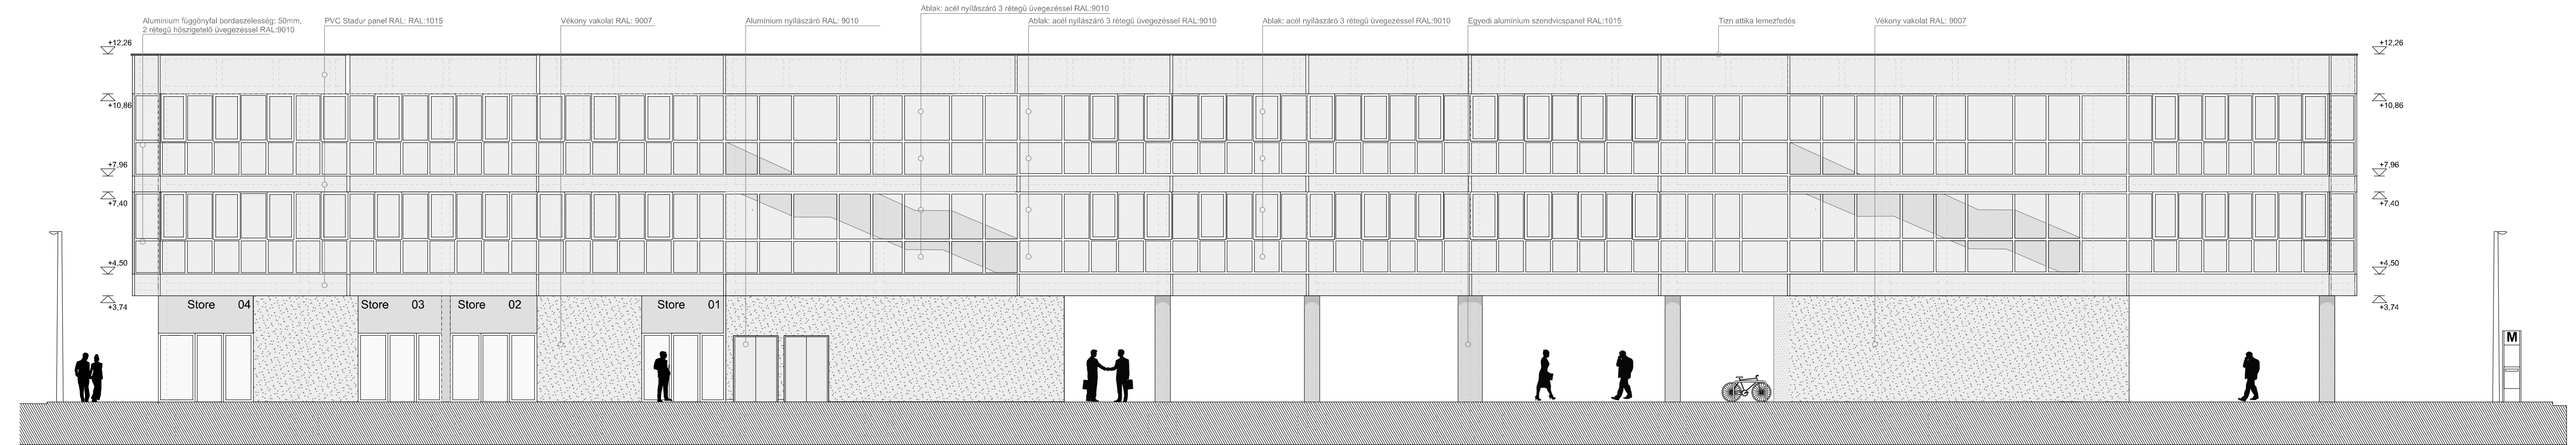 Ablak: acél nyílászáró 3 rétegű üvegezéssel RAL:9010
Alumínium függönyfal bordaszélesség: 50mm,
2 rétegű hőszigetelő üvegezéssel RAL:9010
PVC Stadur panel RAL: RAL:1015
Vékony vakolat RAL: 9007
Alumínium nyílászáró RAL: 9010
Ablak: acél nyílászáró 3 rétegű üvegezéssel RAL:9010
Ablak: acél nyílászáró 3 rétegű üvegezéssel RAL:9010
Egyedi alumínium szendvicspanel RAL:1015
Tizn attika lemezfedés
Vékony vakolat RAL: 9007
+12,26
+12,26
+10,86
+10,86
+7,96
+7,96
+7,40
+7,40
+4,50
+4,50
+3,74
+3,74
Store 04
Store 03
Store 02
Store 01
M